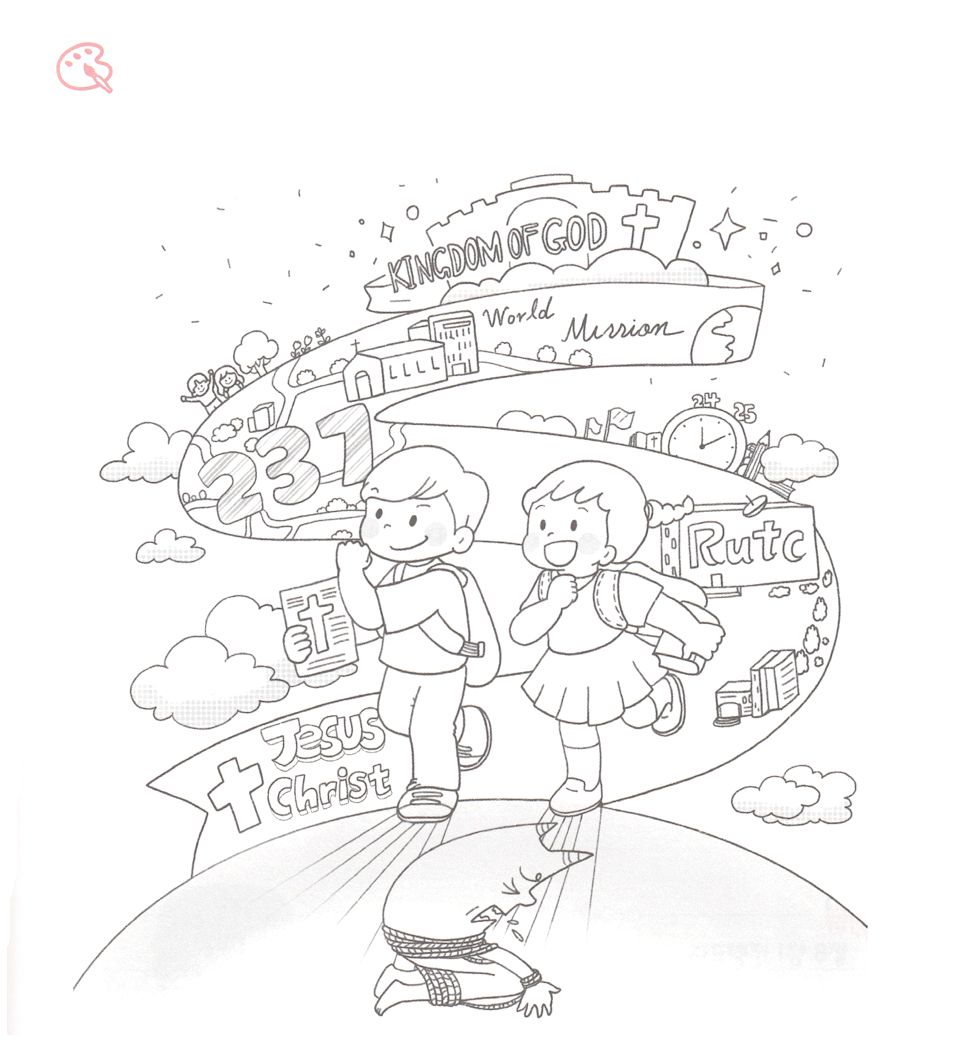 KINGDOM OF GOD
World
Mission
237
24 25
Rutc
Jesus
Christ